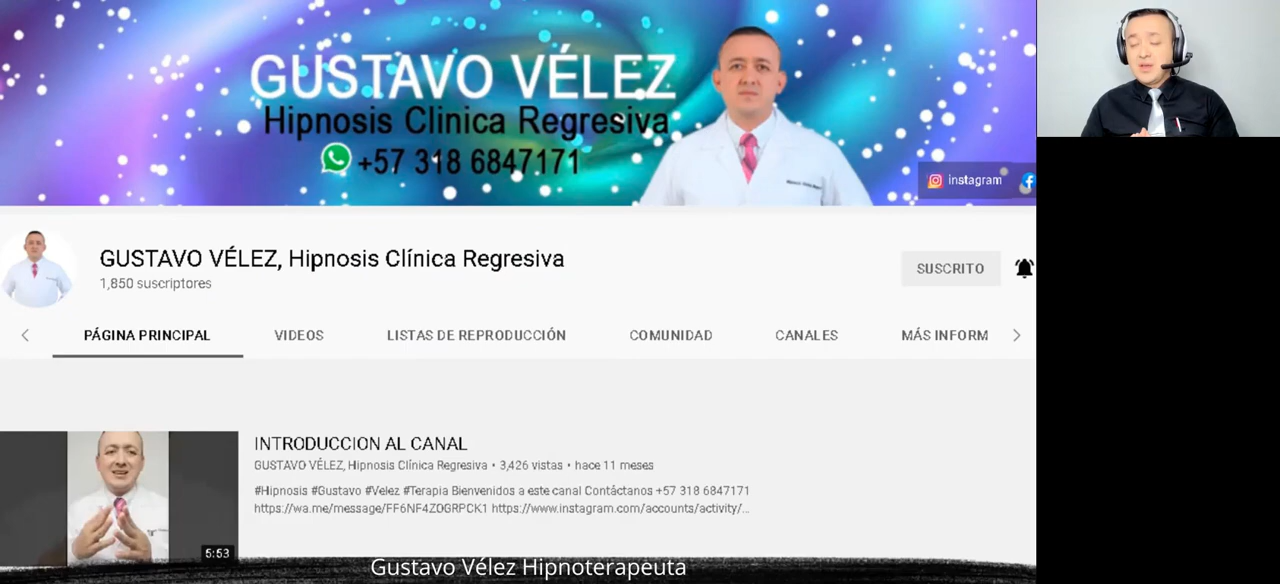 GUSTAVO VÉLEZ
Hipnosis Clinica Regresiva
+57 318 6847171
instagram
GUSTAVO VÉLEZ, Hipnosis Clínica Regresiva
1,850 suscriptores
SUSCRITO
PÁGINA PRINCIPAL VIDEOS LISTAS DE REPRODUCCIÓN COMUNIDAD CANALES MÁS INFORM
INTRODUCCION AL CANAL
GUSTAVO VÉLEZ, Hipnosis Clínica Regresiva • 3,426 vistas • hace 11 meses
#Hipnosis #Gustavo #Velez #Terapia Bienvenidos a este canal Contáctanos +57 318 6847171
https://wa.me/message/FF6NF4ZOGRPCK1 https://www.instagram.com/accounts/activity/...
5:53
Gustavo Vélez Hipnoterapeuta